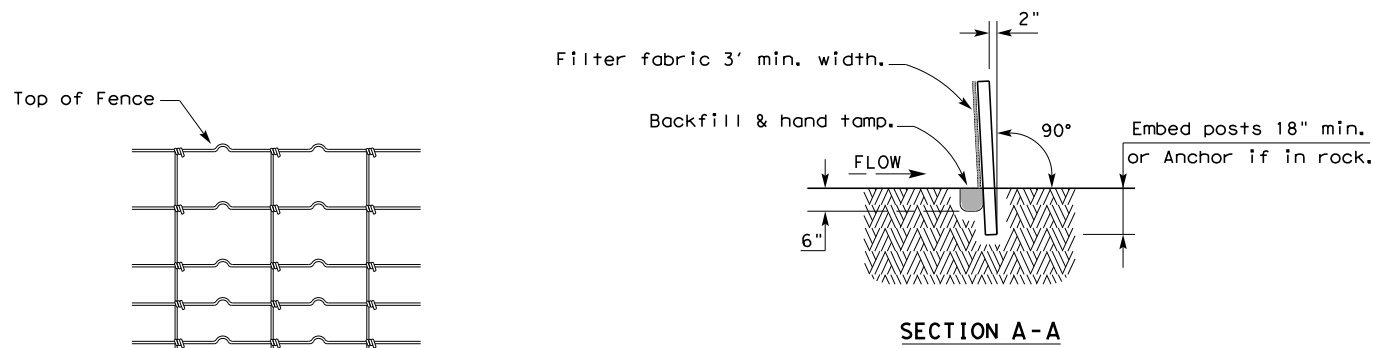 Top of Fence
Filter fabric 3' min. width.
Backfill & hand tamp.
FLOW
6"
2"
90°
Embed posts 18" min.
or Anchor if in rock.
SECTION A-A